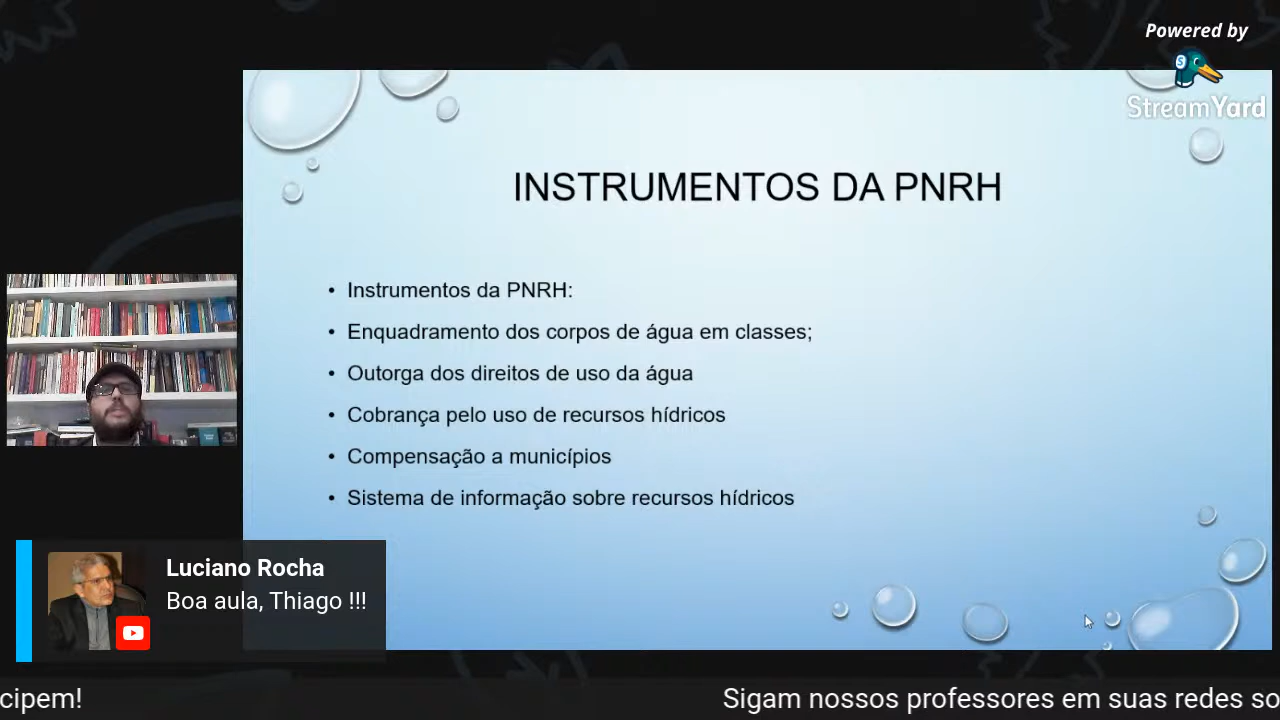 Powered by
StreamYard
INSTRUMENTOS DA PNRH
• Instrumentos da PNRH:
• Enquadramento dos corpos de água em classes;
• Outorga dos direitos de uso da água
• Cobrança pelo uso de recursos hídricos
• Compensação a municípios
• Sistema de informação sobre recursos hídricos
Luciano Rocha
Boa aula, Thiago !!!
cipem!
Sigam nossos professores em suas redes so